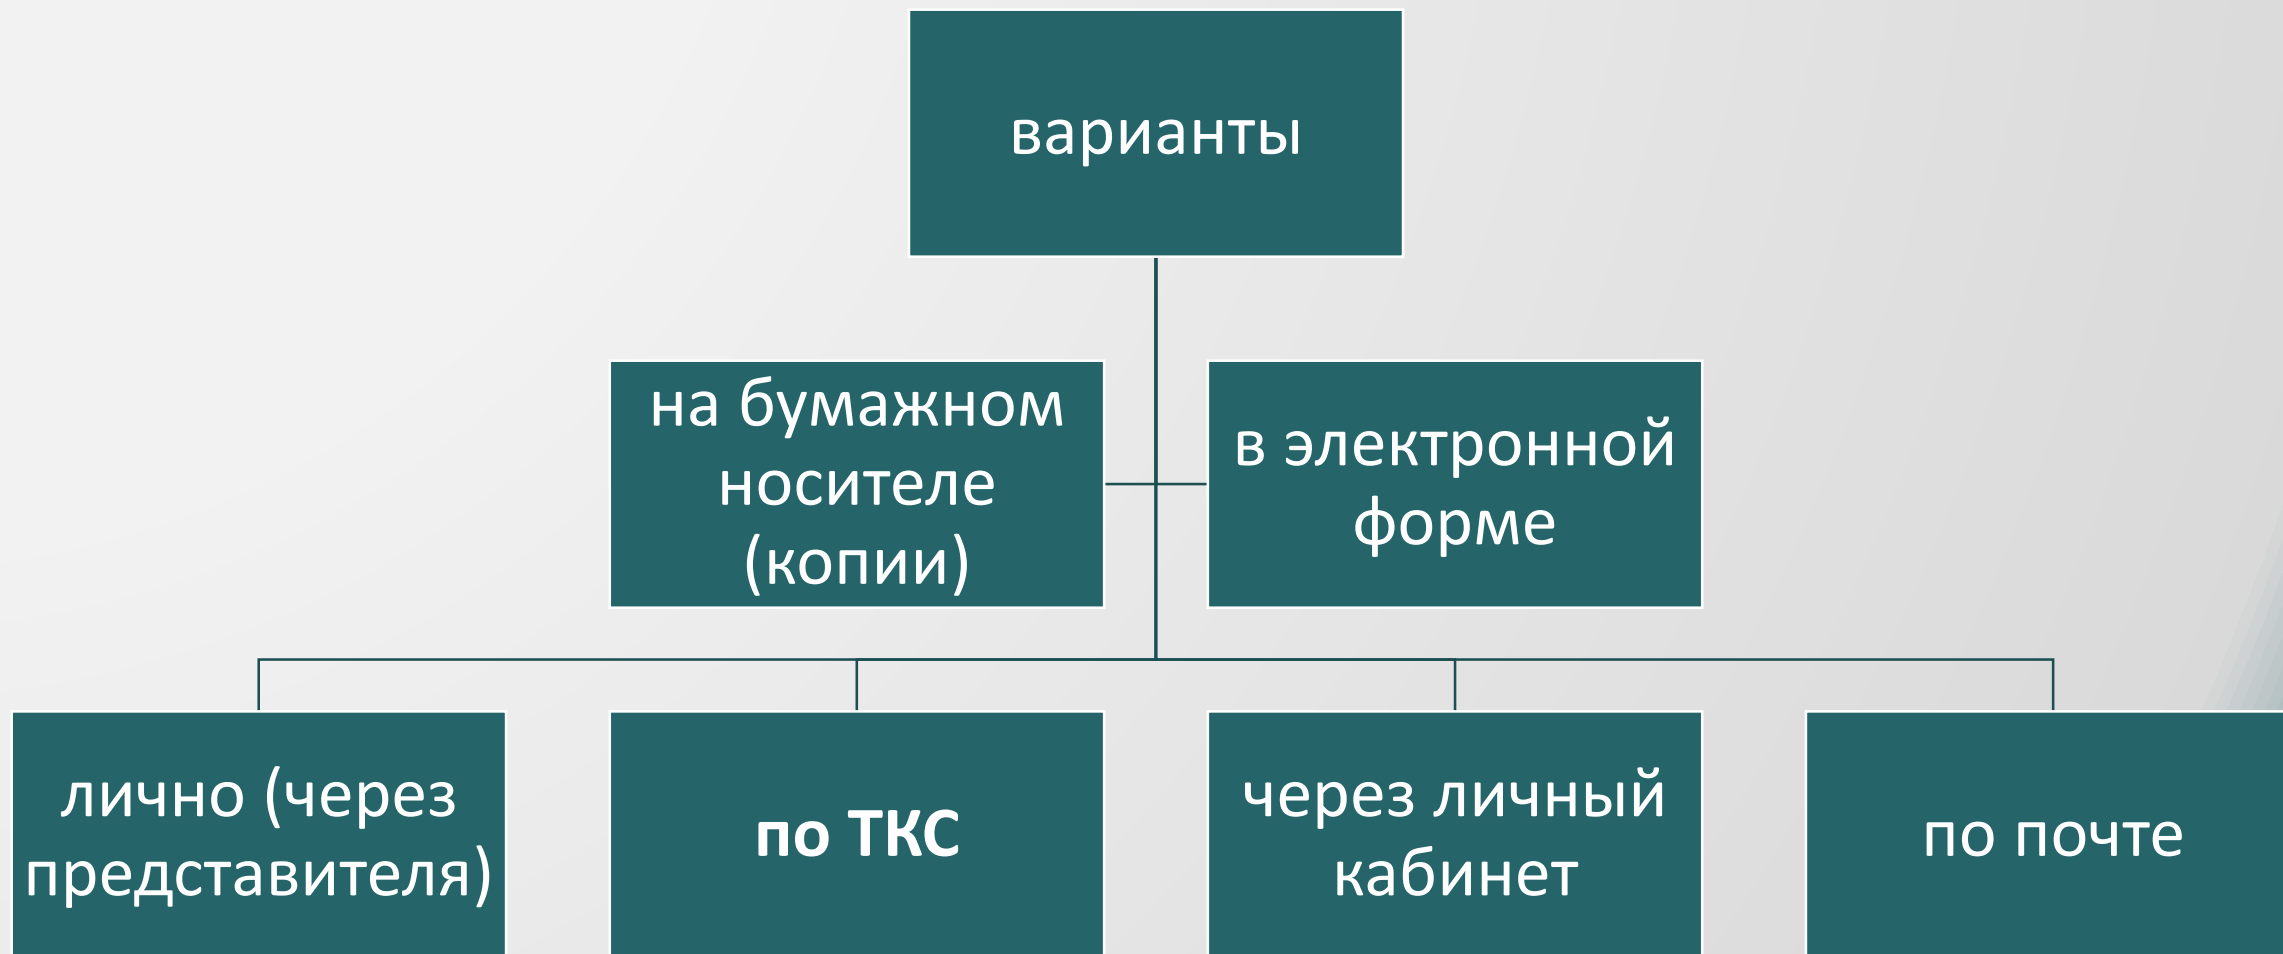 варианты
на бумажном
носителе
(копии)
в электронной
форме
лично (через
представителя)
по ТКС
через личный
кабинет
по почте